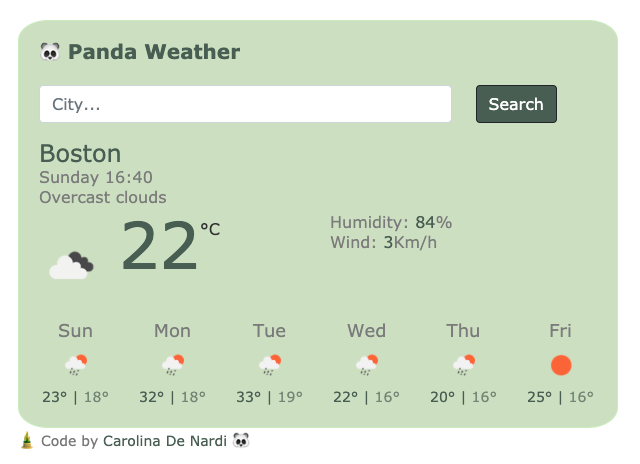 🐼 Panda Weather
City... Search
Boston
Sunday 16:40
Overcast clouds
22 °C
Humidity: 84%
Wind: 3Km/h
Sun Mon Tue Wed Thu Fri
23° | 18° 32° | 18° 33° | 19° 22° | 16° 20° | 16° 25° | 16°
🎍 Code by Carolina De Nardi 🐼